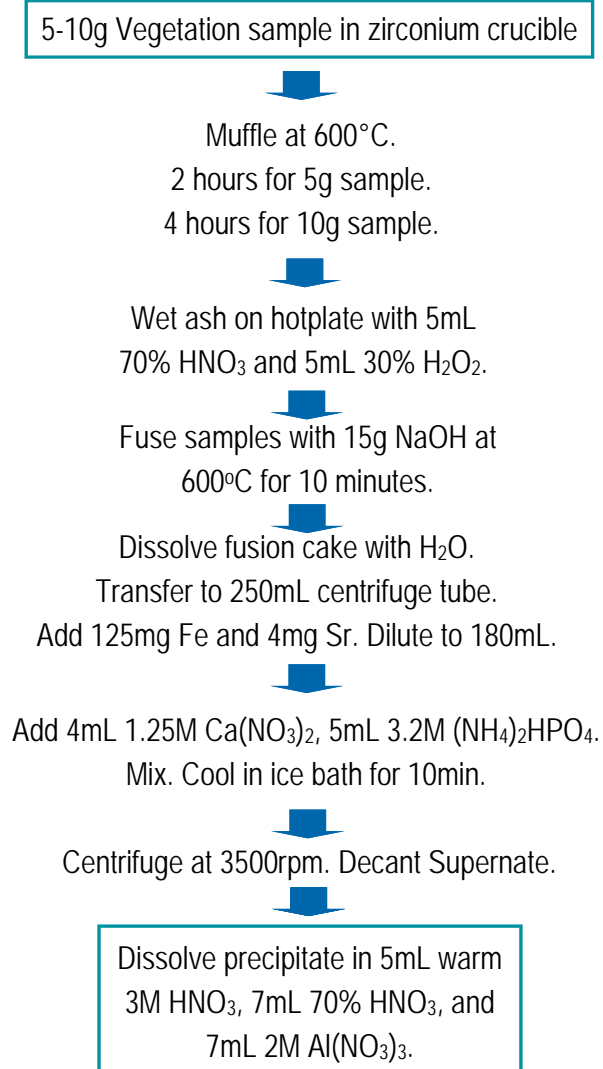 5-10g Vegetation sample in zirconium crucible
Muffle at 600°C.
2 hours for 5g sample.
4 hours for 10g sample.
Wet ash on hotplate with 5mL
70% HNO₃ and 5mL 30% H₂O₂.
Fuse samples with 15g NaOH at
600ºC for 10 minutes.
Dissolve fusion cake with H₂O.
Transfer to 250mL centrifuge tube.
Add 125mg Fe and 4mg Sr. Dilute to 180mL.
Add 4mL 1.25M Ca(NO₃)₂, 5mL 3.2M (NH₄)₂HPO₄.
Mix. Cool in ice bath for 10min.
Centrifuge at 3500rpm. Decant Supernate.
Dissolve precipitate in 5mL warm
3M HNO₃, 7mL 70% HNO₃, and
7mL 2M Al(NO₃)₃.